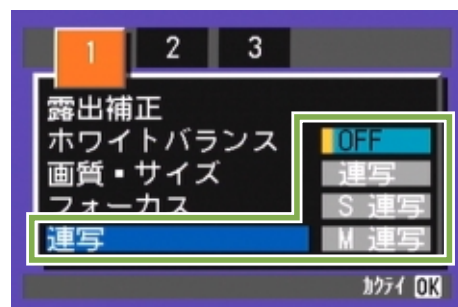 1 2 3
露出補正
ホワイトバランス OFF
画質・サイズ 連写
フォーカス S 連写
連写 M 連写
ｶｸﾃｲ OK